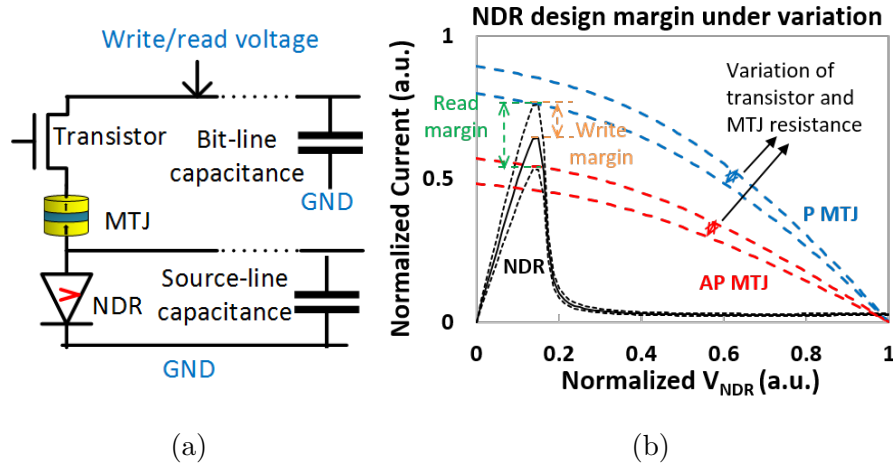 Write/read voltage
Transistor
Bit-line
capacitance
GND
MTJ
NDR
Source-line
capacitance
GND
(a)
NDR design margin under variation
Normalized Current (a.u.)
1
0.5
0
Read
margin
Write
margin
Variation of
transistor and
MTJ resistance
P MTJ
NDR
AP MTJ
0
0.2
0.4
0.6
0.8
1
Normalized V_NDR (a.u.)
(b)